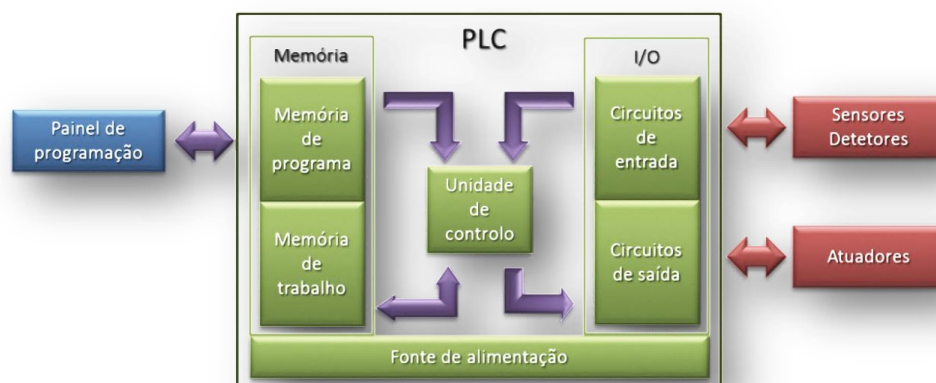 PLC
Memória
I/O
Painel de
programação
Memória
de
programa
Circuitos
de
entrada
Sensores
Detetores
Unidade
de
controlo
Memória
de
trabalho
Circuitos
de saída
Atuadores
Fonte de alimentação